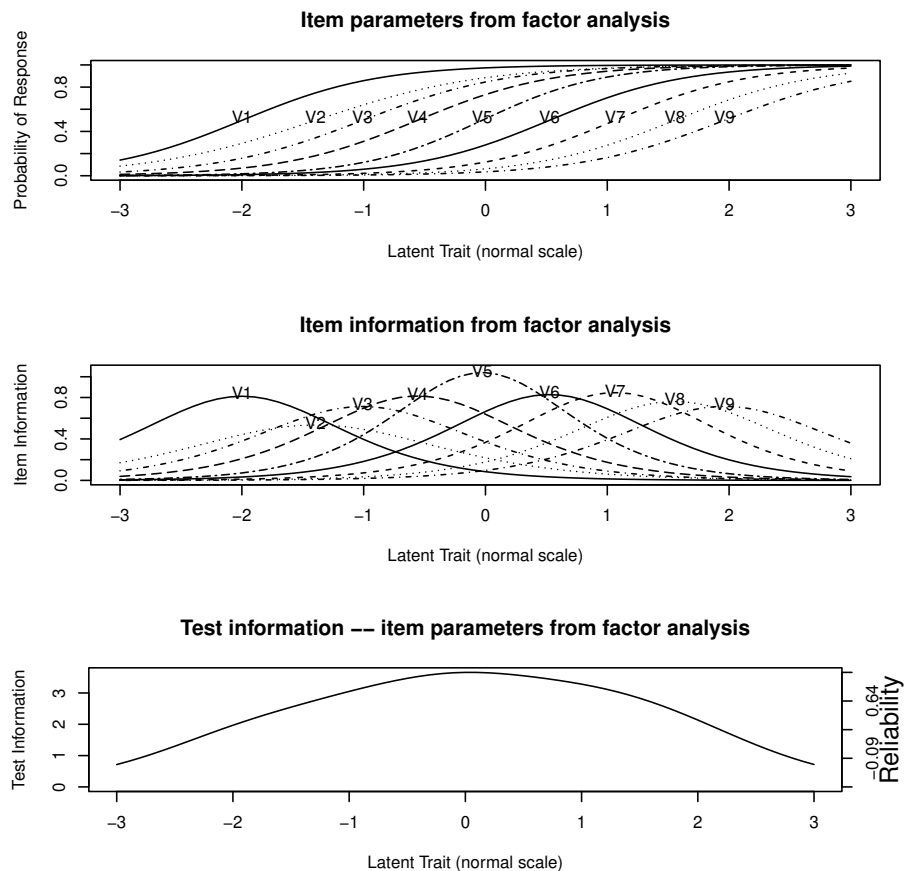 Item parameters from factor analysis
Probability of Response
0.0 0.4 0.8
V1 V2 V3 V4 V5 V6 V7 V8 V9
−3 −2 −1 0 1 2 3
Latent Trait (normal scale)
Item information from factor analysis
Item Information
0.0 0.4 0.8
V1 V2 V3 V4 V5 V6 V7 V8 V9
−3 −2 −1 0 1 2 3
Latent Trait (normal scale)
Test information −− item parameters from factor analysis
Test Information
0 1 2 3
−0.09 0.64
Reliability
−3 −2 −1 0 1 2 3
Latent Trait (normal scale)